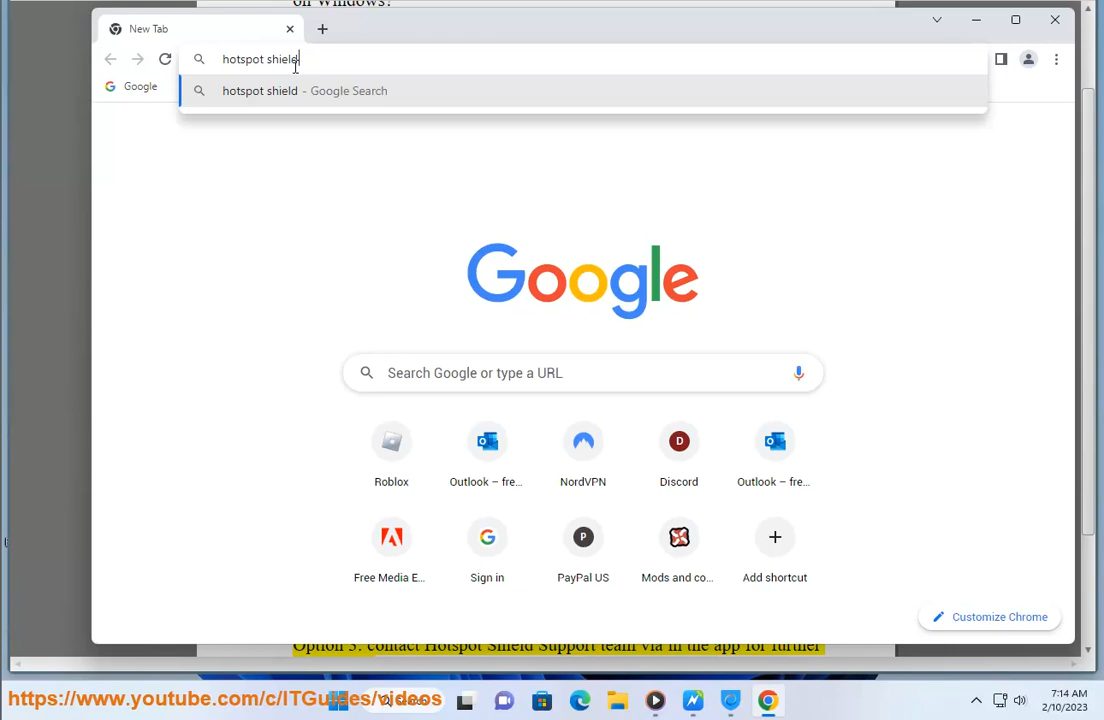 on Windows?
New Tab
hotspot shield
hotspot shield - Google Search
Google
Google
Search Google or type a URL
Roblox
Outlook – fre...
NordVPN
D
Discord
Outlook – fre...
Free Media E...
G
Sign in
P
PayPal US
Mods and co...
Add shortcut
Customize Chrome
Option 3: contact Hotspot Shield Support team via in the app for further
https://www.youtube.com/c/ITGuides/videos
7:14 AM
2/10/2023